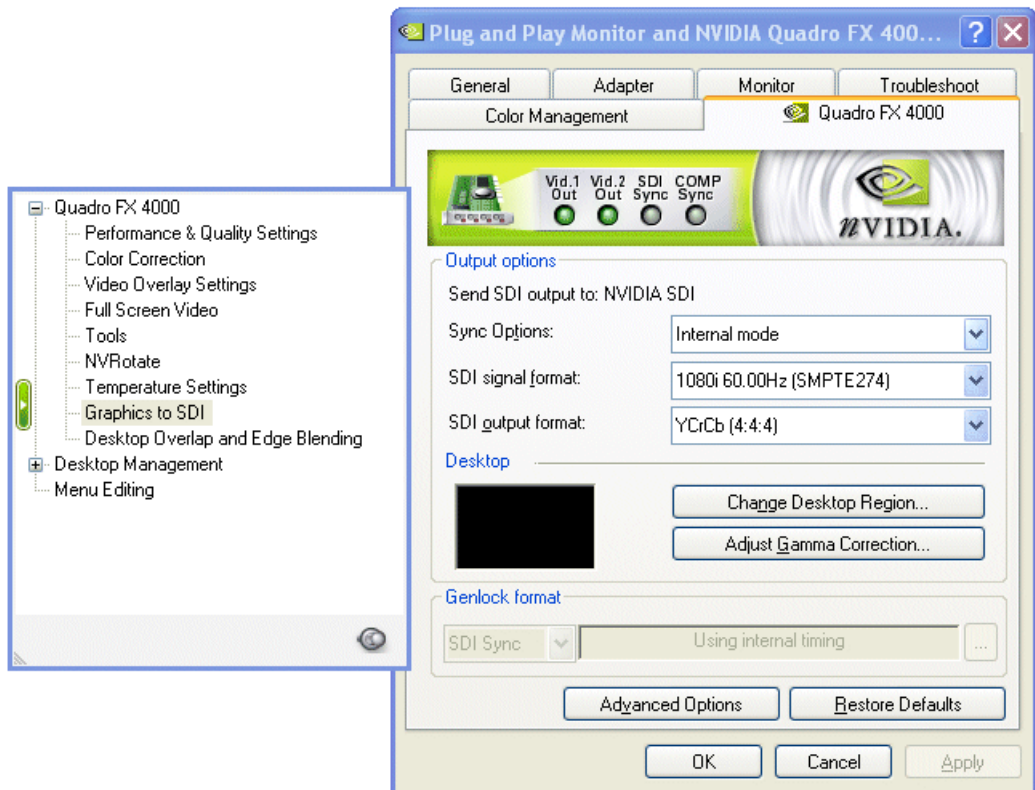 Plug and Play Monitor and NVIDIA Quadro FX 400...
General
Adapter
Monitor
Troubleshoot
Color Management
Quadro FX 4000
Vid.1 Out
Vid.2 Out
SDI Sync
COMP Sync
nVIDIA.
Quadro FX 4000
Performance & Quality Settings
Color Correction
Video Overlay Settings
Full Screen Video
Tools
NVRotate
Temperature Settings
Graphics to SDI
Desktop Overlap and Edge Blending
Desktop Management
Menu Editing
Output options
Send SDI output to: NVIDIA SDI
Sync Options: Internal mode
SDI signal format: 1080i 60.00Hz (SMPTE274)
SDI output format: YCrCb (4:4:4)
Desktop
Change Desktop Region...
Adjust Gamma Correction...
Genlock format
SDI Sync
Using internal timing
...
Advanced Options
Restore Defaults
OK
Cancel
Apply